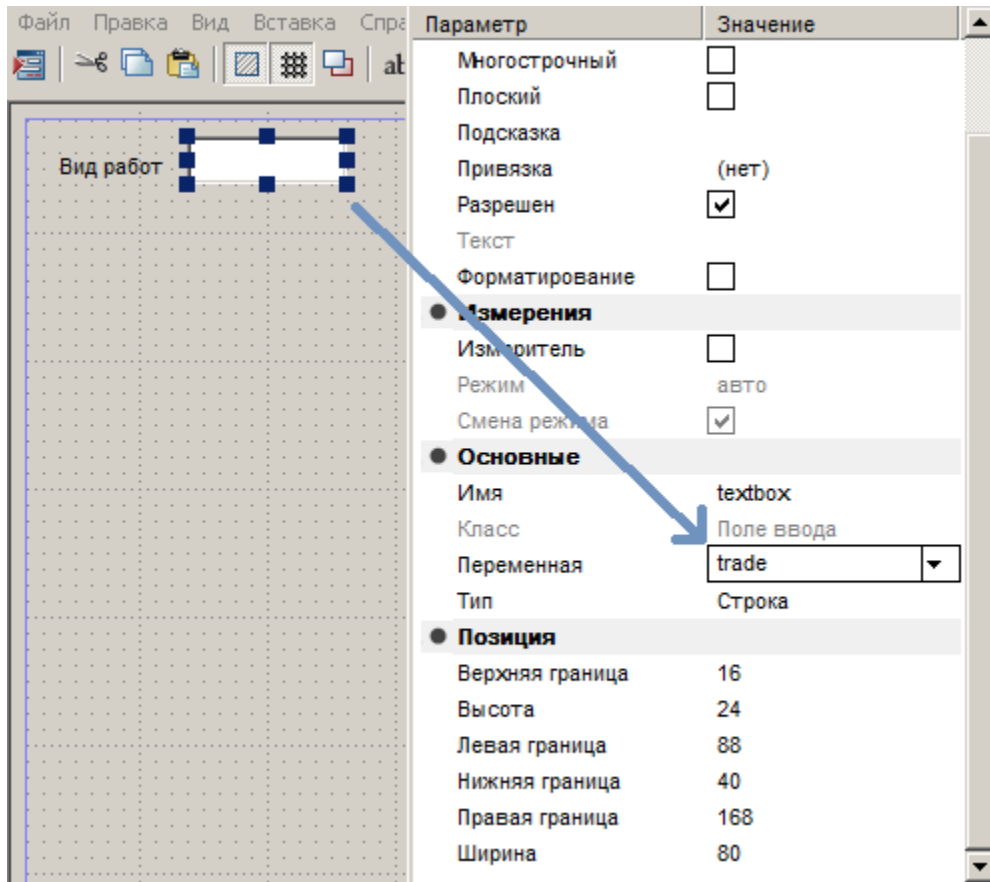 Файл Правка Вид Вставка Спра
ab
Вид работ
Параметр Значение
Многострочный
Плоский
Подсказка
Привязка (нет)
Разрешен
Текст
Форматирование
Измерения
Измеритель
Режим авто
Смена режима
Основные
Имя textbox
Класс Поле ввода
Переменная trade
Тип Строка
Позиция
Верхняя граница 16
Высота 24
Левая граница 88
Нижняя граница 40
Правая граница 168
Ширина 80